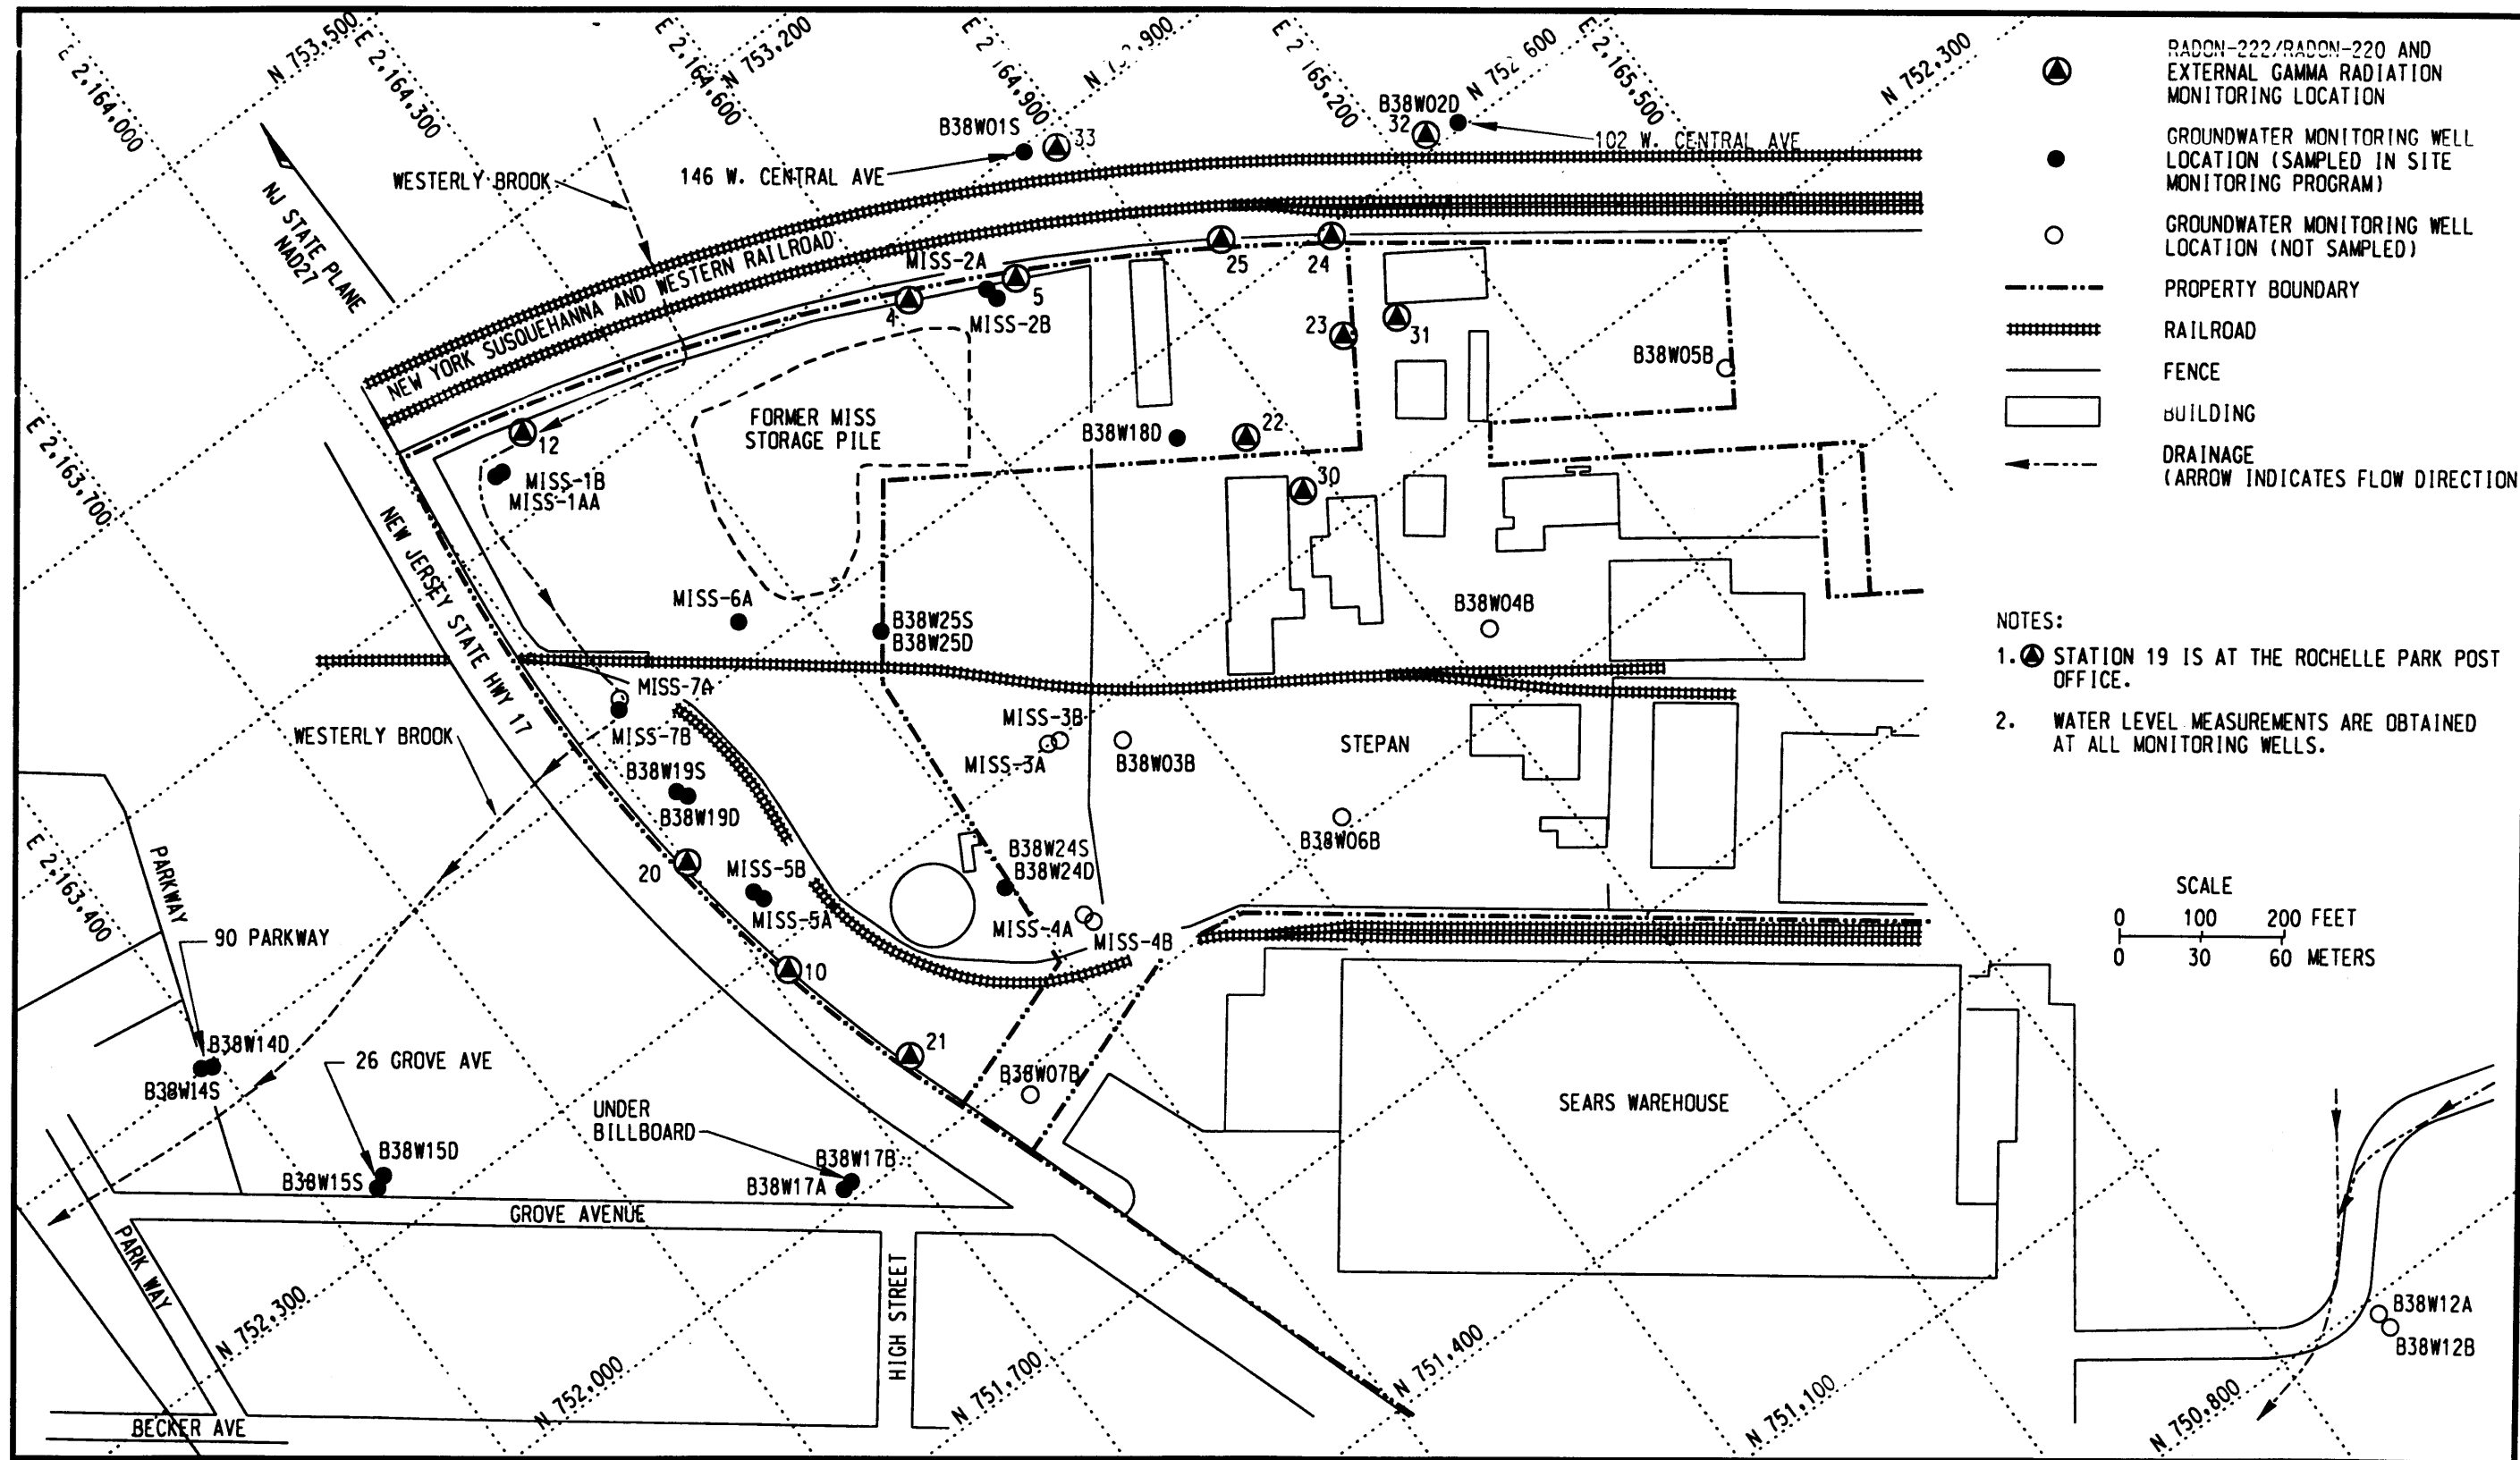 E 2,164,000
N 753,500
E 2,164,300
E 2,164,600
N 753,200
E 2,164,900
E 2,165,200
N 752,600
E 2,165,500
N 752,300
NJ STATE PLANE
NAD27
WESTERLY BROOK
B38W01S
33
146 W. CENTRAL AVE
B38W02D
32
102 W. CENTRAL AVE
NEW YORK SUSQUEHANNA AND WESTERN RAILROAD
MISS-2A
5
4
MISS-2B
25
24
23
31
B38W05B
FORMER MISS
STORAGE PILE
B38W18D
22
30
12
MISS-1B
MISS-1AA
E 2,163,700
NEW JERSEY STATE HWY 17
MISS-6A
B38W25S
B38W25D
B38W04B
MISS-7A
MISS-7B
WESTERLY BROOK
MISS-3B
MISS-3A
B38W03B
STEPAN
B38W19S
B38W19D
B38W06B
20
MISS-5B
MISS-5A
B38W24S
B38W24D
MISS-4A
MISS-4B
E 2,163,400
PARKWAY
90 PARKWAY
10
21
B38W14D
B38W14S
26 GROVE AVE
B38W07B
UNDER
BILLBOARD
B38W15D
B38W15S
B38W17B
B38W17A
GROVE AVENUE
SEARS WAREHOUSE
PARK WAY
HIGH STREET
BECKER AVE
N 752,300
N 752,000
N 751,700
N 751,400
N 751,100
N 750,800
B38W12A
B38W12B
RADON-222/RADON-220 AND
EXTERNAL GAMMA RADIATION
MONITORING LOCATION
GROUNDWATER MONITORING WELL
LOCATION (SAMPLED IN SITE
MONITORING PROGRAM)
GROUNDWATER MONITORING WELL
LOCATION (NOT SAMPLED)
PROPERTY BOUNDARY
RAILROAD
FENCE
BUILDING
DRAINAGE
(ARROW INDICATES FLOW DIRECTION
NOTES:
1. STATION 19 IS AT THE ROCHELLE PARK POST
OFFICE.
2. WATER LEVEL MEASUREMENTS ARE OBTAINED
AT ALL MONITORING WELLS.
SCALE
0 100 200 FEET
0 30 60 METERS